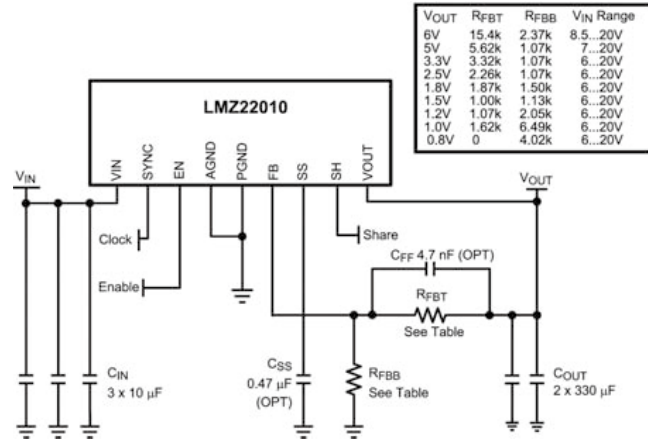 VOUT RFBT RFBB VIN Range
6V 15.4k 2.37k 8.5...20V
5V 5.62k 1.07k 7...20V
3.3V 3.32k 1.07k 6...20V
2.5V 2.26k 1.07k 6...20V
1.8V 1.87k 1.50k 6...20V
1.5V 1.00k 1.13k 6...20V
1.2V 1.07k 2.05k 6...20V
1.0V 1.62k 6.49k 6...20V
0.8V 0 4.02k 6...20V
LMZ22010
VIN SYNC EN AGND PGND FB SS SH VOUT
VIN
VOUT
Clock
Share
Enable
CFF 4.7 nF (OPT)
RFBT
See Table
CIN
3 x 10 µF
CSS
0.47 µF
(OPT)
RFBB
See Table
COUT
2 x 330 µF